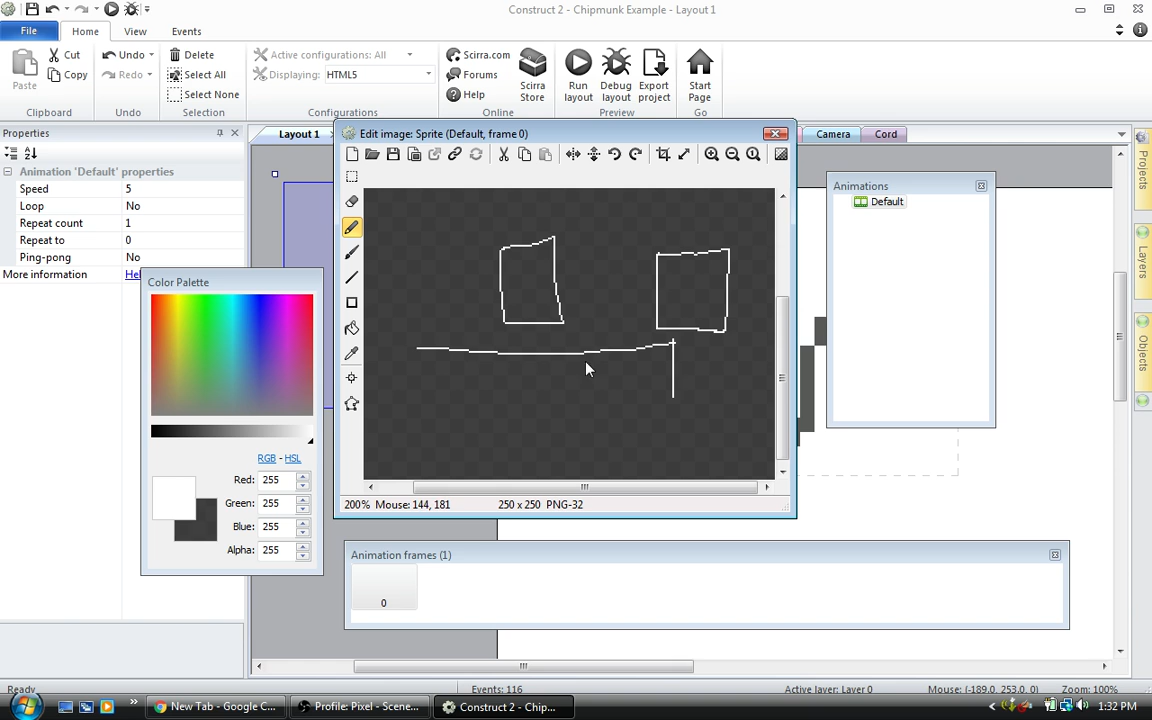 Construct 2 - Chipmunk Example - Layout 1
File
Home
View
Events
Paste
Cut
Copy
Clipboard
Undo
Redo
Undo
Delete
Select All
Select None
Selection
Active configurations: All
Displaying:
HTML5
Configurations
Scirra.com
Forums
Help
Scirra
Store
Online
Run
layout
Debug
layout
Export
project
Preview
Start
Page
Go
Properties
Animation 'Default' properties
Speed
5
Loop
No
Repeat count
1
Repeat to
0
Ping-pong
No
More information
Layout 1
Camera
Cord
Edit image: Sprite (Default, frame 0)
200% Mouse: 144, 181
250 x 250 PNG-32
Color Palette
RGB - HSL
Red: 255
Green: 255
Blue: 255
Alpha: 255
Animations
Default
Animation frames (1)
0
Projects
Layers
Objects
Ready
Events: 116
Active layer: Layer 0
Mouse: (-189.0, 253.0, 0)
Zoom: 100%
New Tab - Google C...
Profile: Pixel - Scene...
Construct 2 - Chip...
1:32 PM